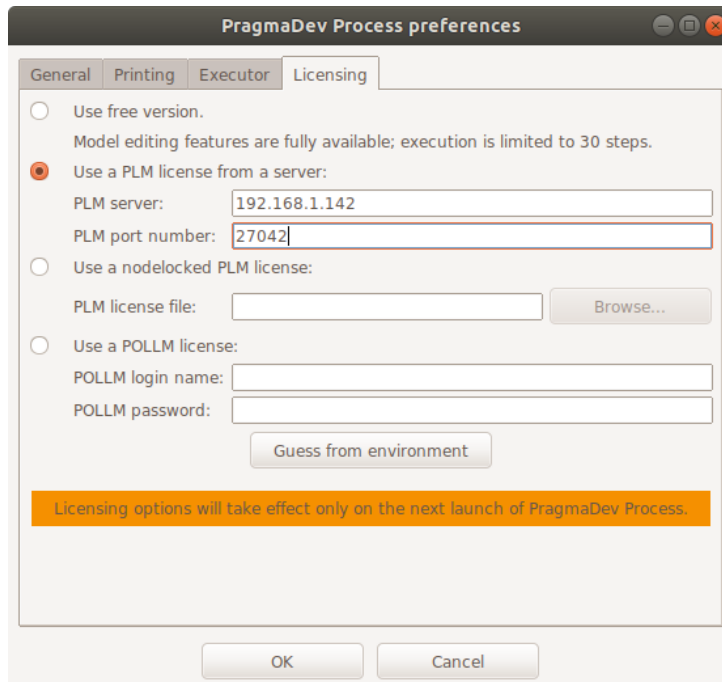 PragmaDev Process preferences
General Printing Executor Licensing
Use free version.
Model editing features are fully available; execution is limited to 30 steps.
Use a PLM license from a server:
PLM server: 192.168.1.142
PLM port number: 27042
Use a nodelocked PLM license:
PLM license file: Browse...
Use a POLLM license:
POLLM login name:
POLLM password:
Guess from environment
Licensing options will take effect only on the next launch of PragmaDev Process.
OK Cancel